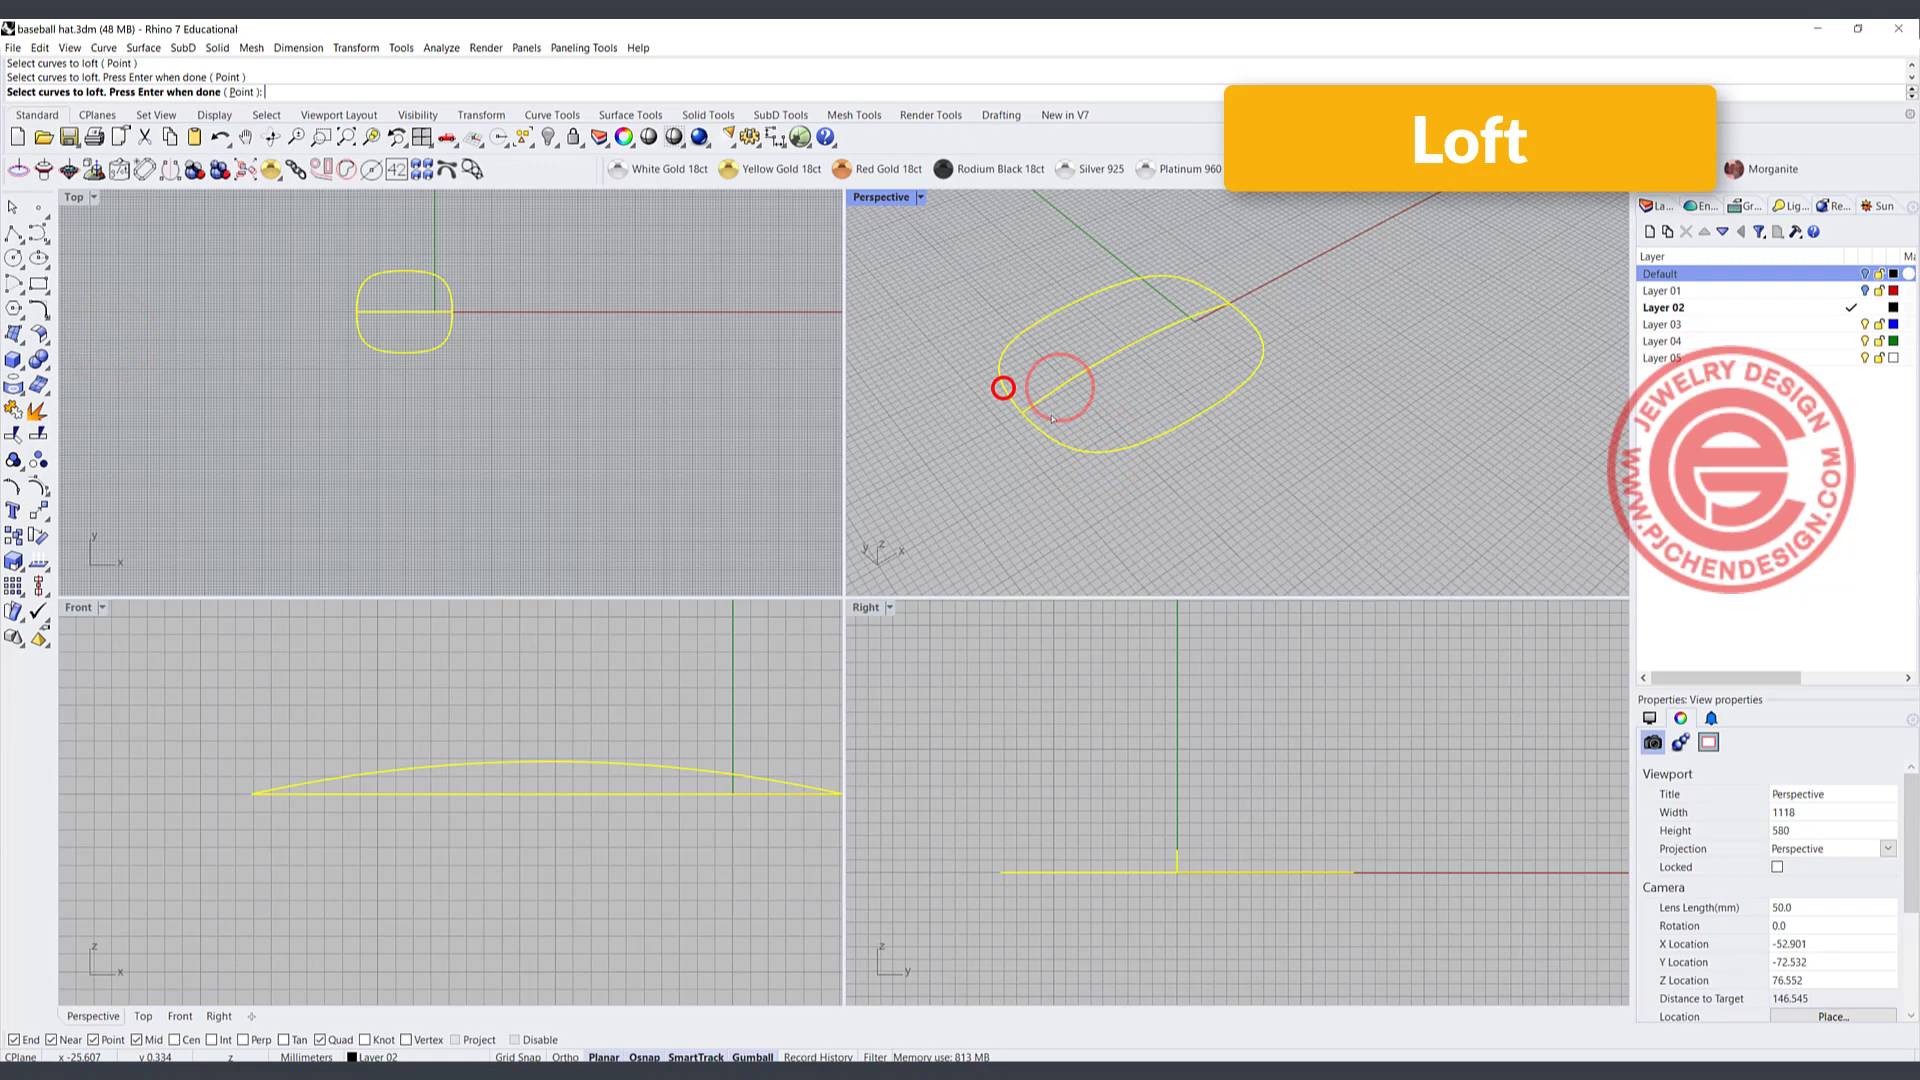 baseball hat.3dm (48 MB) - Rhino 7 Educational
File Edit View Curve Surface SubD Solid Mesh Dimension Transform Tools Analyze Render Panels Paneling Tools Help
Select curves to loft ( Point )
Select curves to loft. Press Enter when done ( Point )
Select curves to loft. Press Enter when done ( Point ):
Loft
Standard CPlanes Set View Display Select Viewport Layout Visibility Transform Curve Tools Surface Tools Solid Tools SubD Tools Mesh Tools Render Tools Drafting New in V7
42 White Gold 18ct Yellow Gold 18ct Red Gold 18ct Rodium Black 18ct Silver 925 Platinum 960 Morganite
Top
Perspective
La... En... Gr... Lig... Re... Sun
Layer Ma
Default
Layer 01
Layer 02
Layer 03
Layer 04
Layer 05
JEWELRY DESIGN
WWW.PJCHENDESIGN.COM
y x
y z x
Front
Right
z x
z y
Properties: View properties
Viewport
Title Perspective
Width 1118
Height 580
Projection Perspective
Locked
Camera
Lens Length(mm) 50.0
Rotation 0.0
X Location -52.901
Y Location -72.532
Z Location 76.552
Distance to Target 146.545
Location Place...
Perspective Top Front Right
End Near Point Mid Cen Int Perp Tan Quad Knot Vertex Project Disable
CPlane x -25.607 y 0.334 z Millimeters Layer 02 Grid Snap Ortho Planar Osnap SmartTrack Gumball Record History Filter Memory use: 813 MB